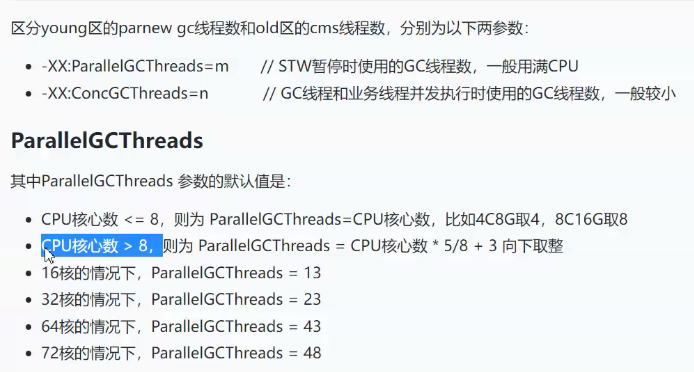 区分young区的parnew gc线程数和old区的cms线程数，分别为以下两参数：
-XX:ParallelGCThreads=m // STW暂停时使用的GC线程数，一般用满CPU
-XX:ConcGCThreads=n // GC线程和业务线程并发执行时使用的GC线程数，一般较小
ParallelGCThreads
其中ParallelGCThreads 参数的默认值是：
CPU核心数 <= 8，则为 ParallelGCThreads=CPU核心数，比如4C8G取4，8C16G取8
CPU核心数 > 8，则为 ParallelGCThreads = CPU核心数 * 5/8 + 3 向下取整
16核的情况下，ParallelGCThreads = 13
32核的情况下，ParallelGCThreads = 23
64核的情况下，ParallelGCThreads = 43
72核的情况下，ParallelGCThreads = 48